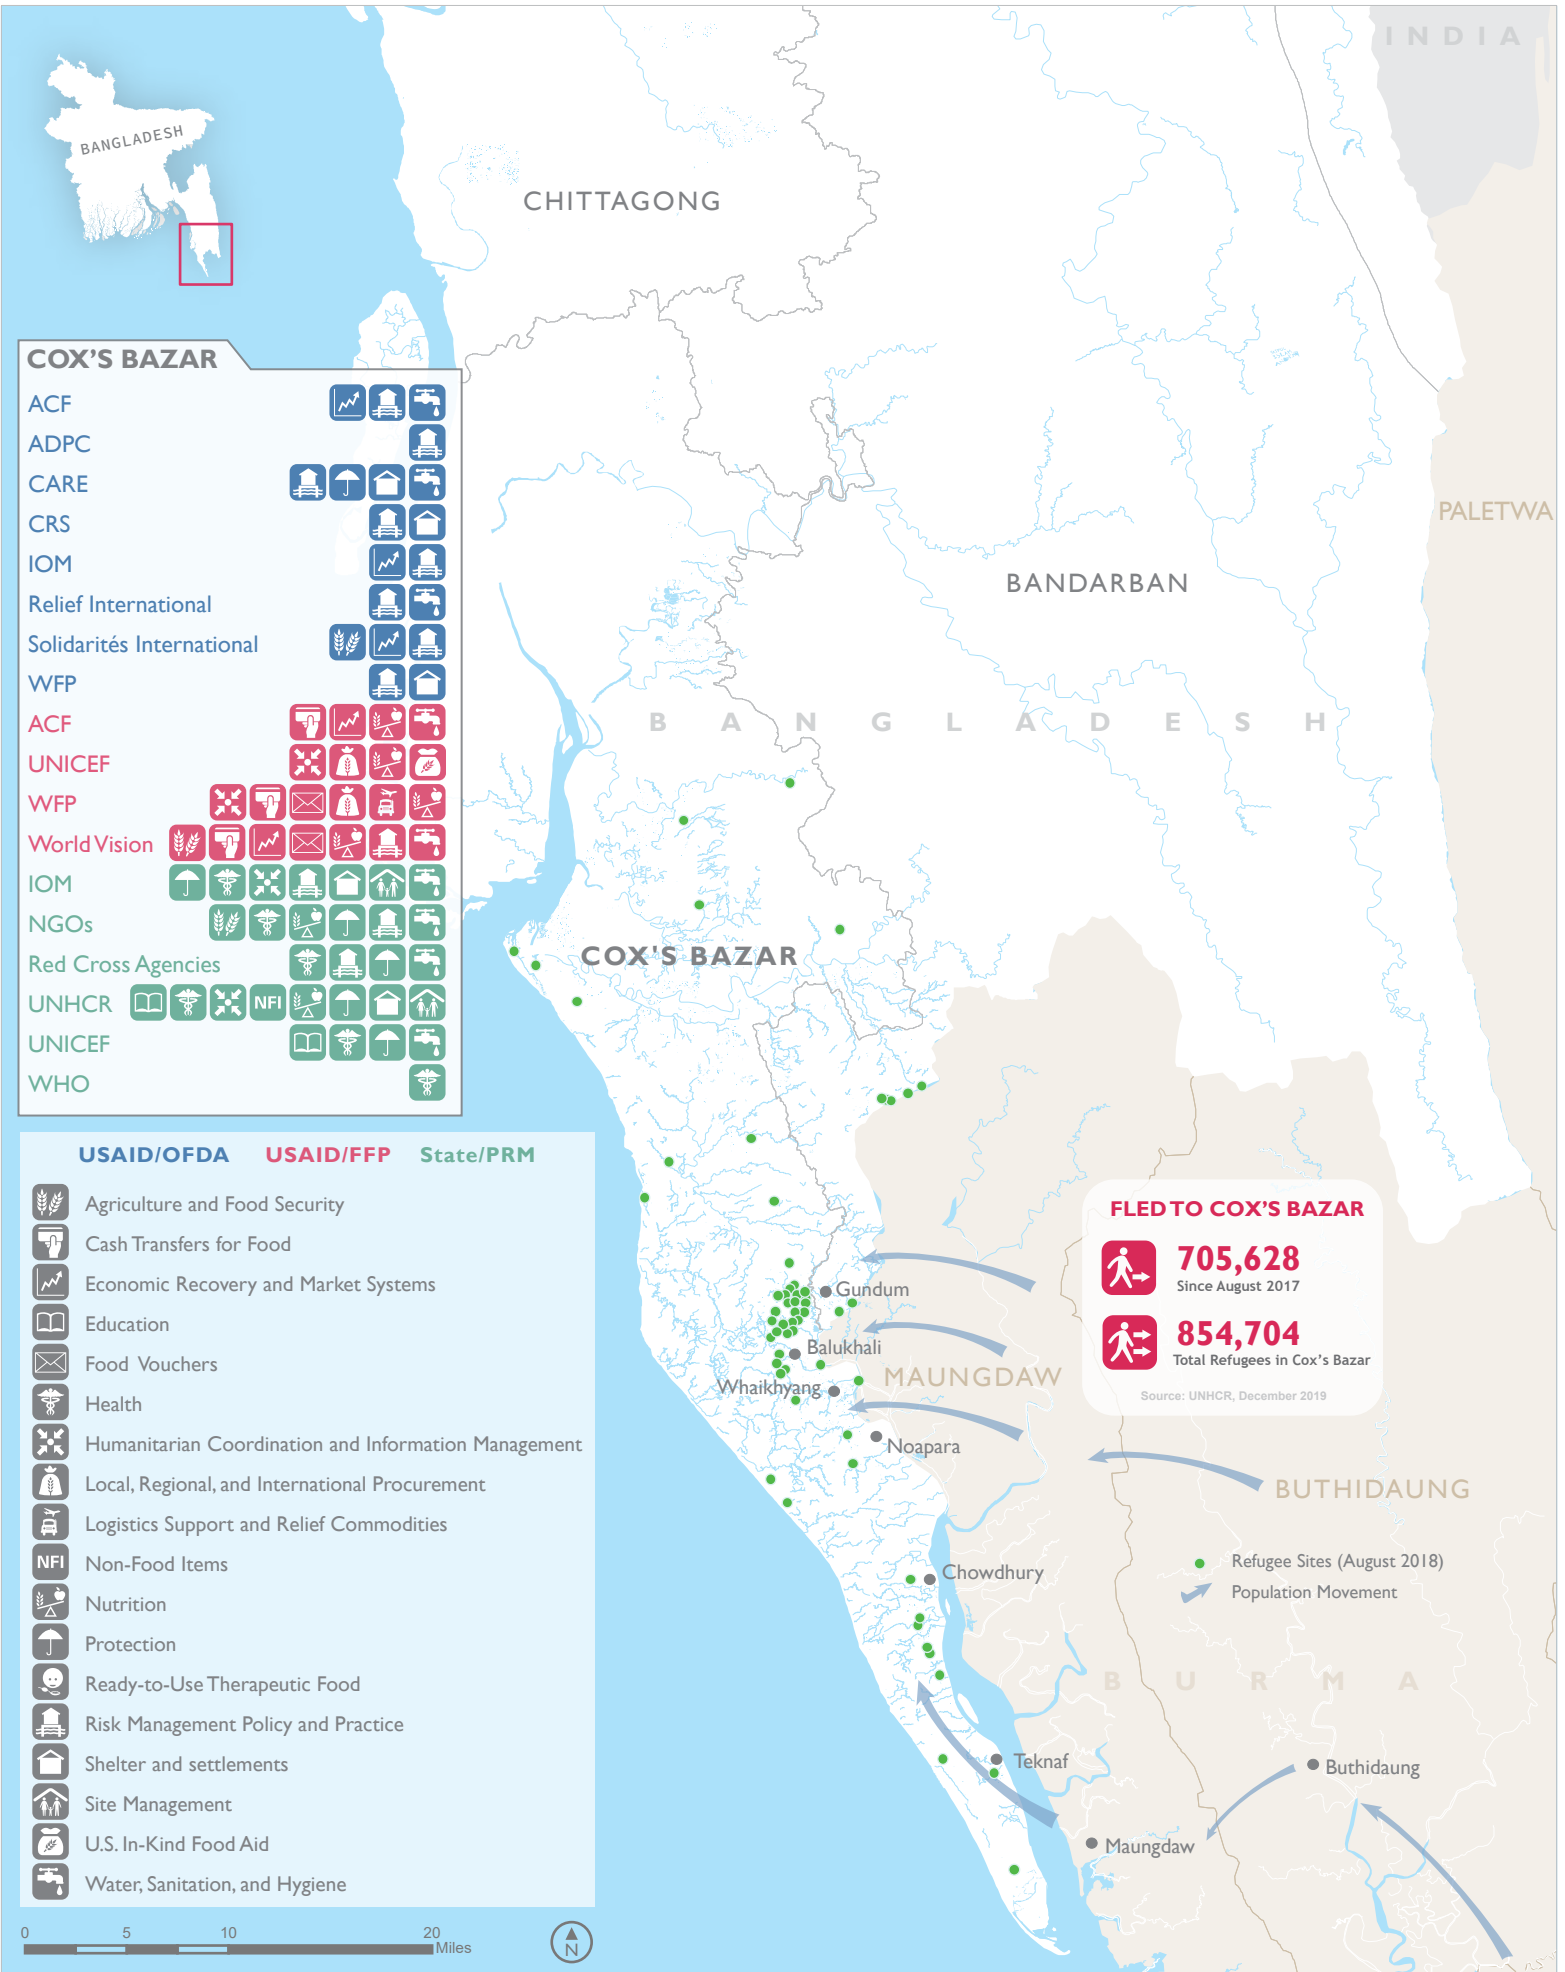 INDIA
BANGLADESH
CHITTAGONG
COX'S BAZAR
ACF
ADPC
CARE
CRS
IOM
Relief International
Solidarités International
WFP
ACF
UNICEF
WFP
World Vision
IOM
NGOs
Red Cross Agencies
UNHCR NFI
UNICEF
WHO
PALETWA
BANDARBAN
BANGLADESH
COX'S BAZAR
USAID/OFDA USAID/FFP State/PRM
Agriculture and Food Security
Cash Transfers for Food
Economic Recovery and Market Systems
Education
Food Vouchers
Health
Humanitarian Coordination and Information Management
Local, Regional, and International Procurement
Logistics Support and Relief Commodities
NFI Non-Food Items
Nutrition
Protection
Ready-to-Use Therapeutic Food
Risk Management Policy and Practice
Shelter and settlements
Site Management
U.S. In-Kind Food Aid
Water, Sanitation, and Hygiene
0 5 10 20
Miles
N
FLED TO COX'S BAZAR
705,628
Since August 2017
854,704
Total Refugees in Cox's Bazar
Source: UNHCR, December 2019
Gundum
Balukhali
Whaikhyang
MAUNGDAW
Noapara
BUTHIDAUNG
Chowdhury
Refugee Sites (August 2018)
Population Movement
BURMA
Teknaf
Buthidaung
Maungdaw